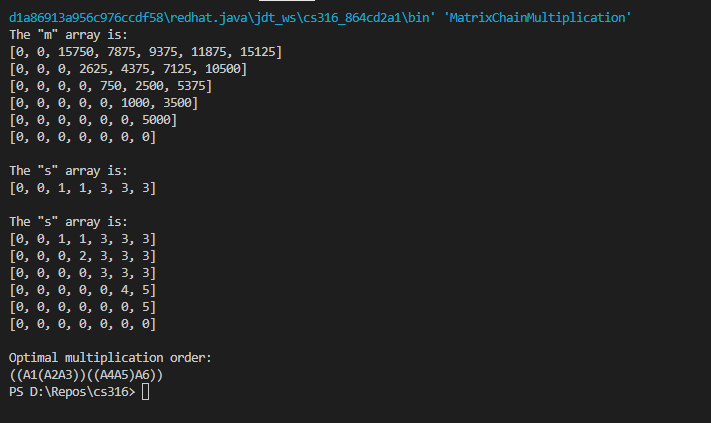 d1a86913a956c976ccdf58\redhat.java\jdt_ws\cs316_864cd2a1\bin' 'MatrixChainMultiplication'
The "m" array is:
[0, 0, 15750, 7875, 9375, 11875, 15125]
[0, 0, 0, 2625, 4375, 7125, 10500]
[0, 0, 0, 0, 750, 2500, 5375]
[0, 0, 0, 0, 0, 1000, 3500]
[0, 0, 0, 0, 0, 0, 5000]
[0, 0, 0, 0, 0, 0, 0]
The "s" array is:
[0, 0, 1, 1, 3, 3, 3]
The "s" array is:
[0, 0, 1, 1, 3, 3, 3]
[0, 0, 0, 2, 3, 3, 3]
[0, 0, 0, 0, 3, 3, 3]
[0, 0, 0, 0, 0, 4, 5]
[0, 0, 0, 0, 0, 0, 5]
[0, 0, 0, 0, 0, 0, 0]
Optimal multiplication order:
((A1(A2A3))((A4A5)A6))
PS D:\Repos\cs316>